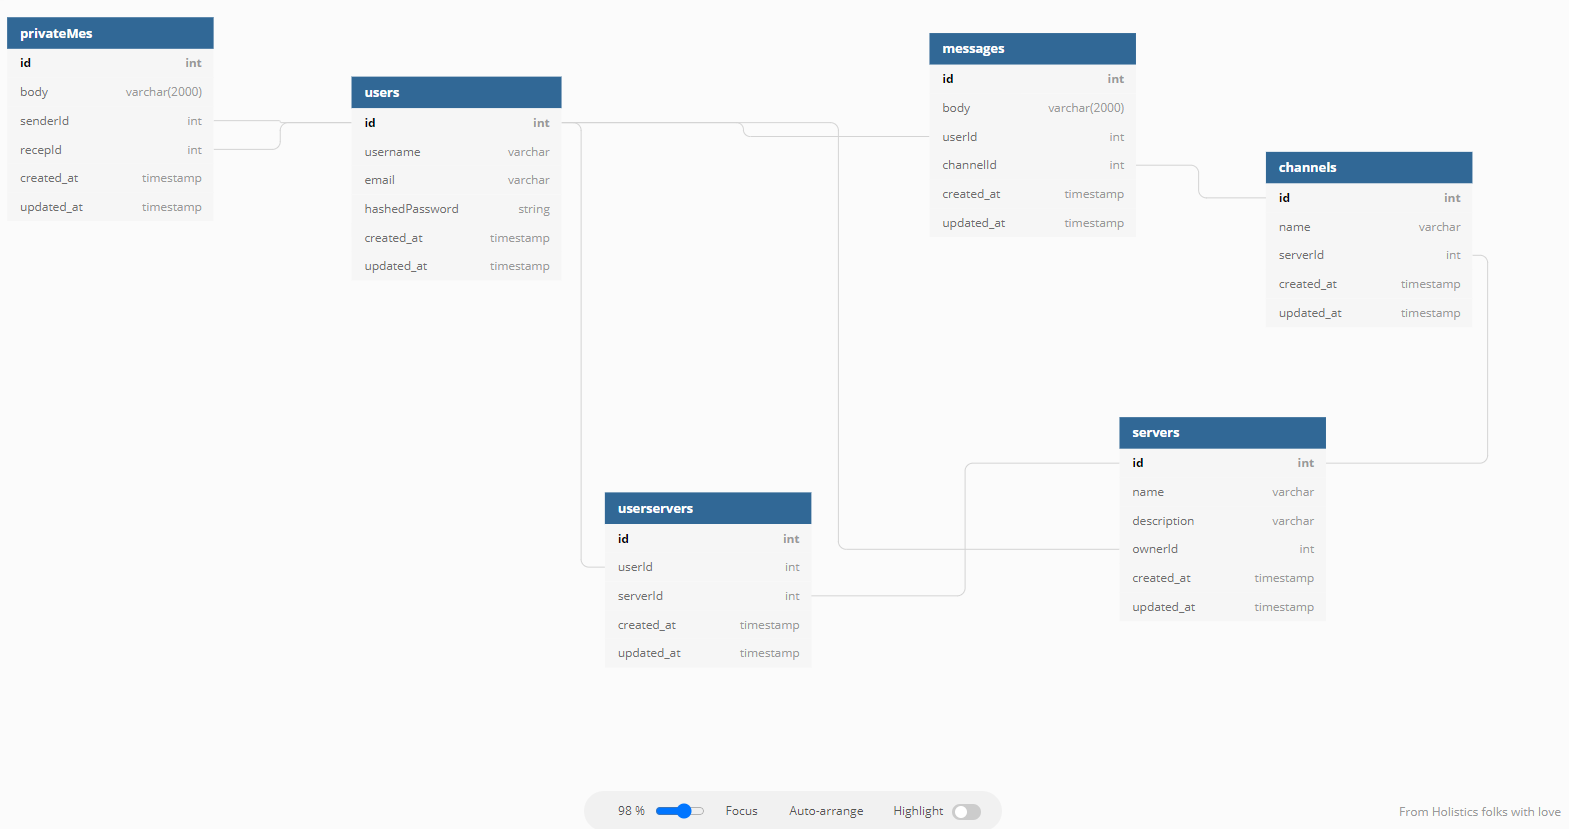 privateMes
id int
body varchar(2000)
senderId int
recepId int
created_at timestamp
updated_at timestamp
users
id int
username varchar
email varchar
hashedPassword string
created_at timestamp
updated_at timestamp
messages
id int
body varchar(2000)
userId int
channelId int
created_at timestamp
updated_at timestamp
channels
id int
name varchar
serverId int
created_at timestamp
updated_at timestamp
servers
id int
name varchar
description varchar
ownerId int
created_at timestamp
updated_at timestamp
userservers
id int
userId int
serverId int
created_at timestamp
updated_at timestamp
98 % Focus Auto-arrange Highlight
From Holistics folks with love